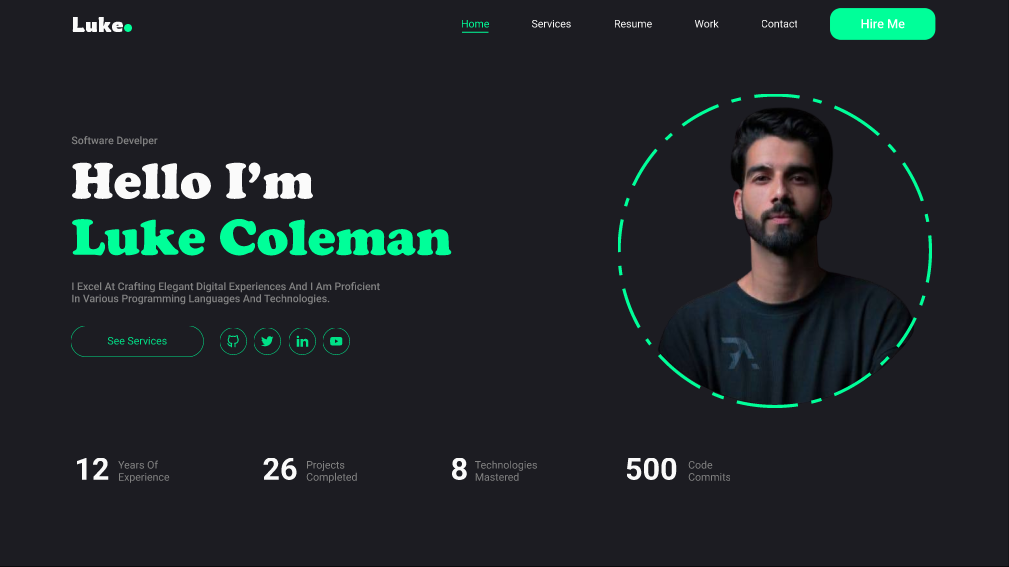 Luke.
Home
Services
Resume
Work
Contact
Hire Me
Software Develper
Hello I’m
Luke Coleman
I Excel At Crafting Elegant Digital Experiences And I Am Proficient
In Various Programming Languages And Technologies.
See Services
12
Years Of
Experience
26
Projects
Completed
8
Technologies
Mastered
500
Code
Commits